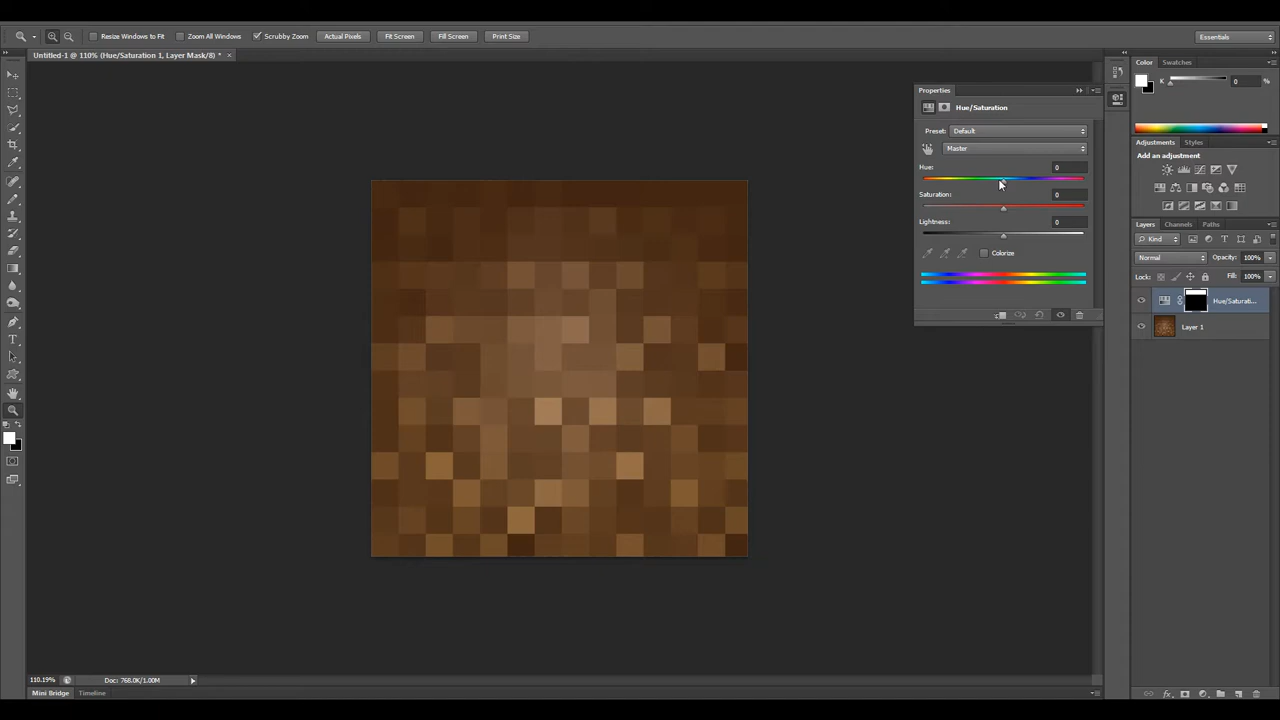 Resize Windows to Fit Zoom All Windows Scrubby Zoom Actual Pixels Fit Screen Fill Screen Print Size Essentials
Untitled-1 @ 110% (Hue/Saturation 1, Layer Mask/8) * ×
Color Swatches
K 0 %
Properties
Hue/Saturation
Preset: Default
Master
Hue: 0
Saturation: 0
Lightness: 0
Colorize
Adjustments Styles
Add an adjustment
Layers Channels Paths
Kind
Normal Opacity: 100%
Lock: Fill: 100%
Hue/Saturati...
Layer 1
110.19% Doc: 768.0K/1.00M
Mini Bridge Timeline